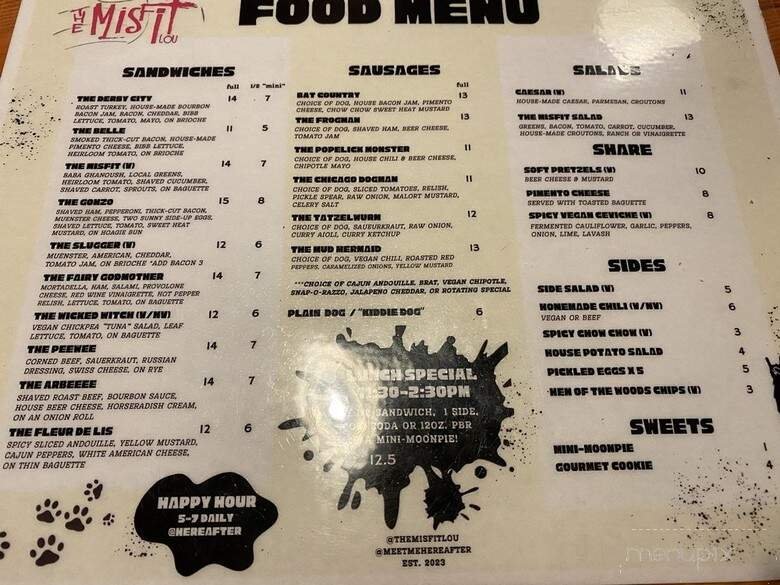 THE MISFIT LOU
FOOD MENU
SANDWICHES
full 1/2 "mini"
THE DERBY CITY 14 7
ROAST TURKEY, HOUSE-MADE BOURBON
BACON JAM, BACON, CHEDDAR, BIBB
LETTUCE, TOMATO, MAYO, ON BRIOCHE
THE BELLE 11 5
SMOKED THICK-CUT BACON, HOUSE-MADE
PIMENTO CHEESE, BIBB LETTUCE,
HEIRLOOM TOMATO, ON BRIOCHE
THE MISFIT (V) 14 7
BABA GHANOUSH, LOCAL GREENS,
HEIRLOOM TOMATO, SHAVED CUCUMBER,
SHAVED CARROT, SPROUTS, ON BAGUETTE
THE GONZO 15 8
SHAVED HAM, PEPPERONI, THICK-CUT BACON,
MUENSTER CHEESE, TWO SUNNY SIDE-UP EGGS,
SHAVED LETTUCE, TOMATO, SWEET HEAT
MUSTARD, ON HOAGIE BUN
THE SLUGGER (V) 12 6
MUENSTER, AMERICAN, CHEDDAR,
TOMATO JAM, ON BRIOCHE *ADD BACON 3
THE FAIRY GODMOTHER 14 7
MORTADELLA, HAM, SALAMI, PROVOLONE
CHEESE, RED WINE VINAIGRETTE, HOT PEPPER
RELISH, LETTUCE, TOMATO, ON BAGUETTE
THE WICKED WITCH (V/NV) 12 6
VEGAN CHICKPEA "TUNA" SALAD, LEAF
LETTUCE, TOMATO, ON BAGUETTE
THE PEEWEE 14 7
CORNED BEEF, SAUERKRAUT, RUSSIAN
DRESSING, SWISS CHEESE, ON RYE
THE ARBEEEE 14 7
SHAVED ROAST BEEF, BOURBON SAUCE,
HOUSE BEER CHEESE, HORSERADISH CREAM,
ON AN ONION ROLL
THE FLEUR DE LIS 12 6
SPICY SLICED ANDOUILLE, YELLOW MUSTARD,
CAJUN PEPPERS, WHITE AMERICAN CHEESE,
ON THIN BAGUETTE
HAPPY HOUR
5-7 DAILY
@HEREAFTER
SAUSAGES
full
BAT COUNTRY 13
CHOICE OF DOG, HOUSE BACON JAM, PIMENTO
CHEESE, CHOW CHOW SWEET HEAT MUSTARD
THE FROGMAN 13
CHOICE OF DOG, SHAVED HAM, BEER CHEESE,
TOMATO JAM
THE POPELICK MONSTER 11
CHOICE OF DOG, HOUSE CHILI & BEER CHEESE,
CHIPOTLE MAYO
THE CHICAGO DOGMAN 11
CHOICE OF DOG, SLICED TOMATOES, RELISH,
PICKLE SPEAR, RAW ONION, MALORT MUSTARD,
CELERY SALT
THE TATZELWURM 12
CHOICE OF DOG, SAUEURKRAUT, RAW ONION,
CURRY AIOLI, CURRY KETCHUP
THE MUD MERMAID 13
CHOICE OF DOG, VEGAN CHILI, ROASTED RED
PEPPERS, CARAMELIZED ONIONS, YELLOW MUSTARD
***CHOICE OF CAJUN ANDOUILLE, BRAT, VEGAN CHIPOTLE,
SNAP-O-RAZZO, JALAPENO CHEDDAR, OR ROTATING SPECIAL
PLAIN DOG / "KIDDIE DOG" 6
LUNCH SPECIAL
11:30-2:30PM
SANDWICH, 1 SIDE,
SODA OR 12OZ. PBR
A MINI-MOONPIE!
12.5
@THEMISFITLOU
@MEETMEHEREAFTER
EST. 2023
SALADS
CAESAR (V) 11
HOUSE-MADE CAESAR, PARMESAN, CROUTONS
THE MISFIT SALAD 13
GREENS, BACON, TOMATO, CARROT, CUCUMBER,
HOUSE-MADE CROUTONS, RANCH OR VINAIGRETTE
SHARE
SOFT PRETZELS (V) 10
BEER CHEESE & MUSTARD
PIMENTO CHEESE 8
SERVED WITH TOASTED BAGUETTE
SPICY VEGAN CEVICHE (V) 8
FERMENTED CAULIFLOWER, GARLIC, PEPPERS,
ONION, LIME, LAVASH
SIDES
SIDE SALAD (V) 5
HOMEMADE CHILI (V/NV) 6
VEGAN OR BEEF
SPICY CHOW CHOW (V) 3
HOUSE POTATO SALAD 4
PICKLED EGGS X 5 5
HEN OF THE WOODS CHIPS (V) 3
SWEETS
MINI-MOONPIE 1
GOURMET COOKIE 4
menupix